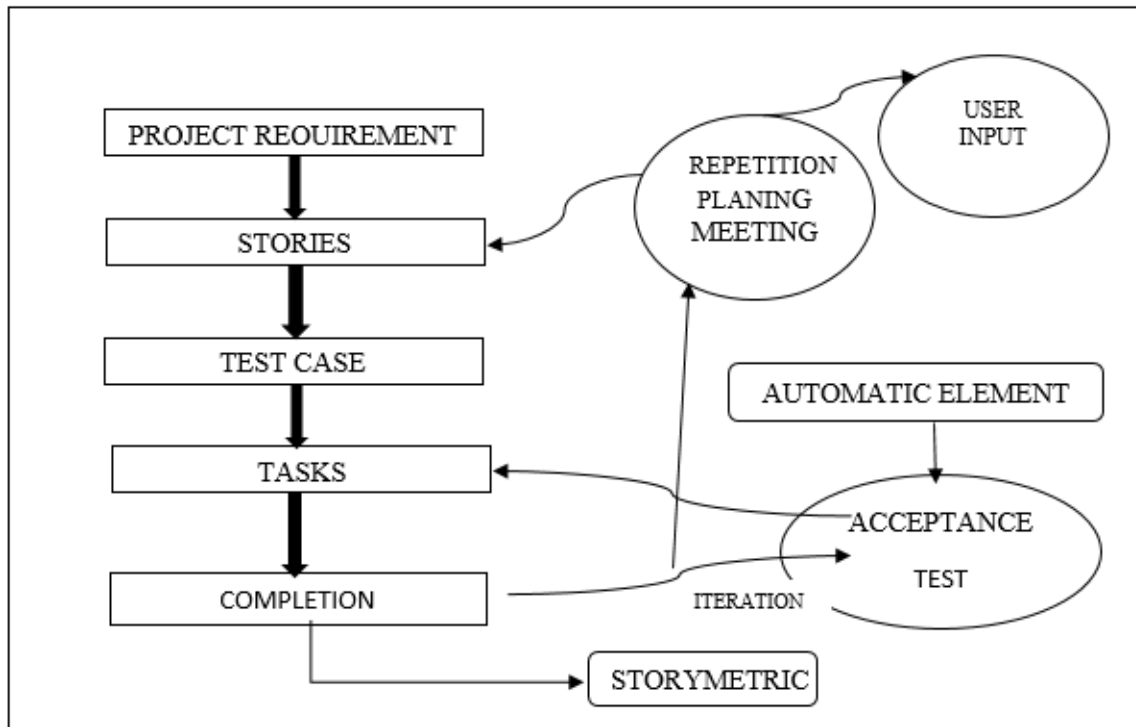 PROJECT REOUIREMENT
STORIES
TEST CASE
TASKS
COMPLETION
STORYMETRIC
REPETITION
PLANING
MEETING
USER
INPUT
AUTOMATIC ELEMENT
ACCEPTANCE
TEST
ITERATION